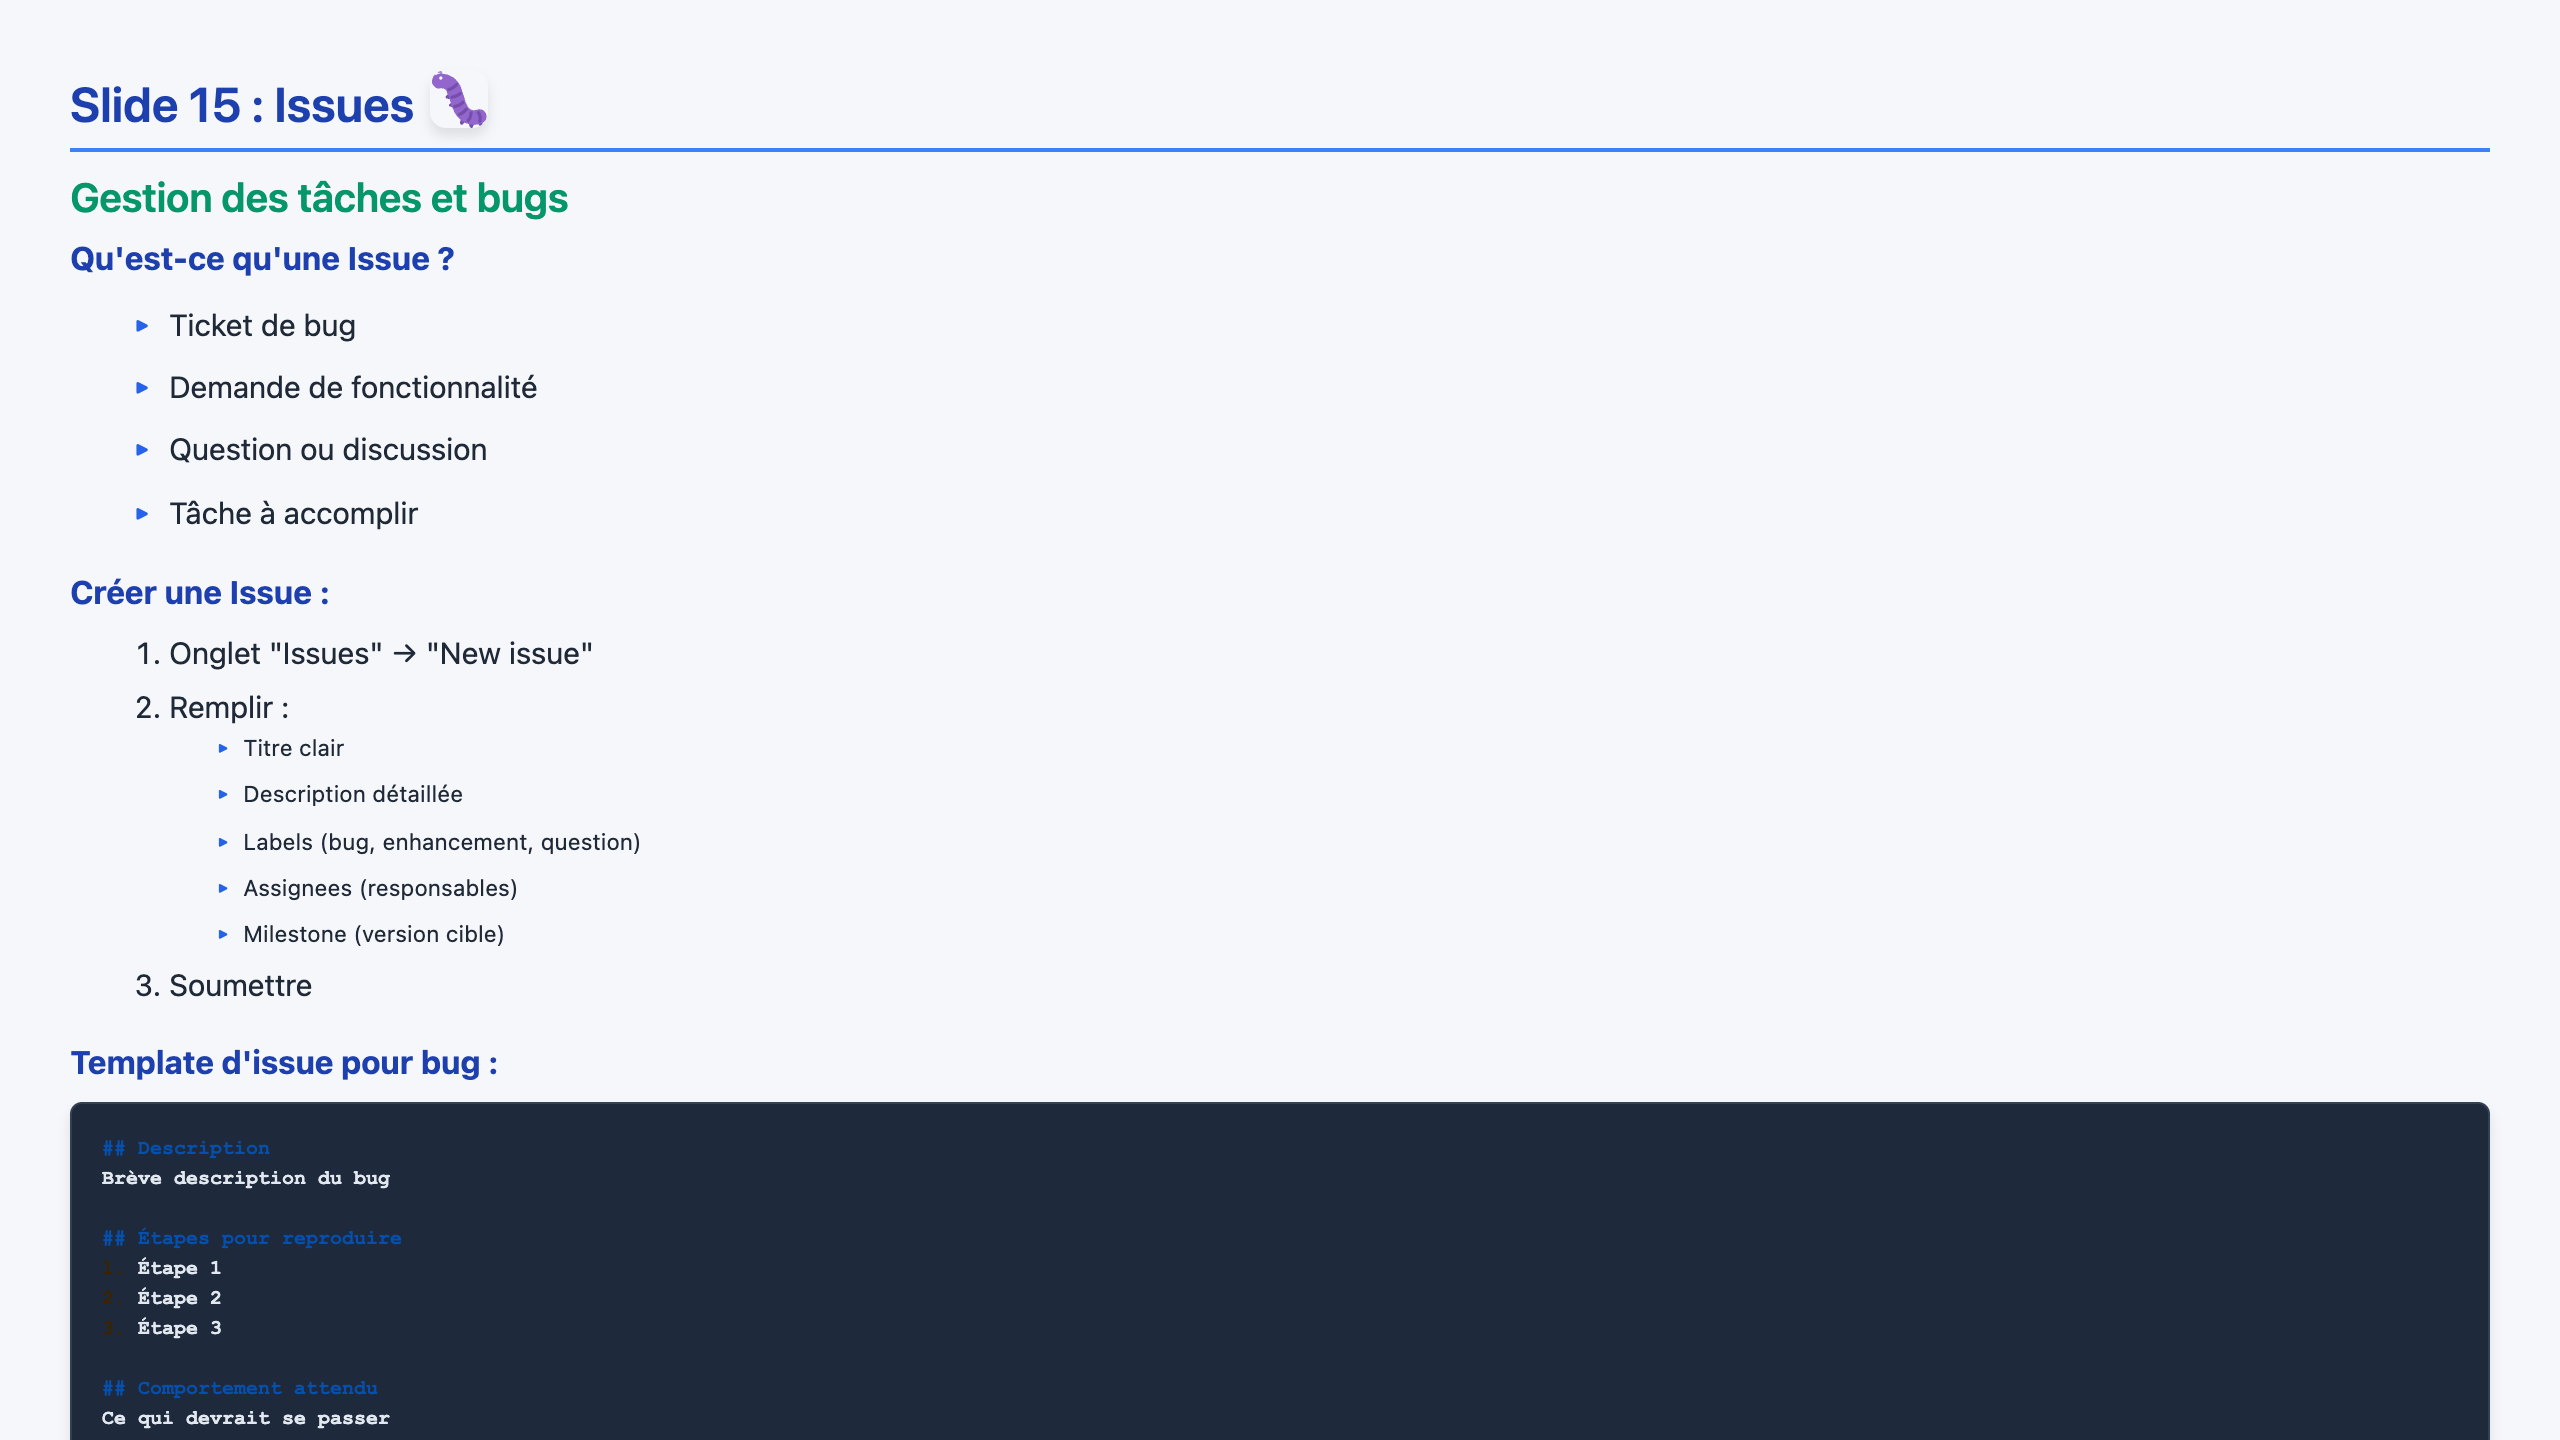 Slide 15 : Issues
Gestion des tâches et bugs
Qu'est-ce qu'une Issue ?
Ticket de bug
Demande de fonctionnalité
Question ou discussion
Tâche à accomplir
Créer une Issue :
1. Onglet "Issues" → "New issue"
2. Remplir :
Titre clair
Description détaillée
Labels (bug, enhancement, question)
Assignees (responsables)
Milestone (version cible)
3. Soumettre
Template d'issue pour bug :
## Description
Brève description du bug
## Étapes pour reproduire
1. Étape 1
2. Étape 2
3. Étape 3
## Comportement attendu
Ce qui devrait se passer